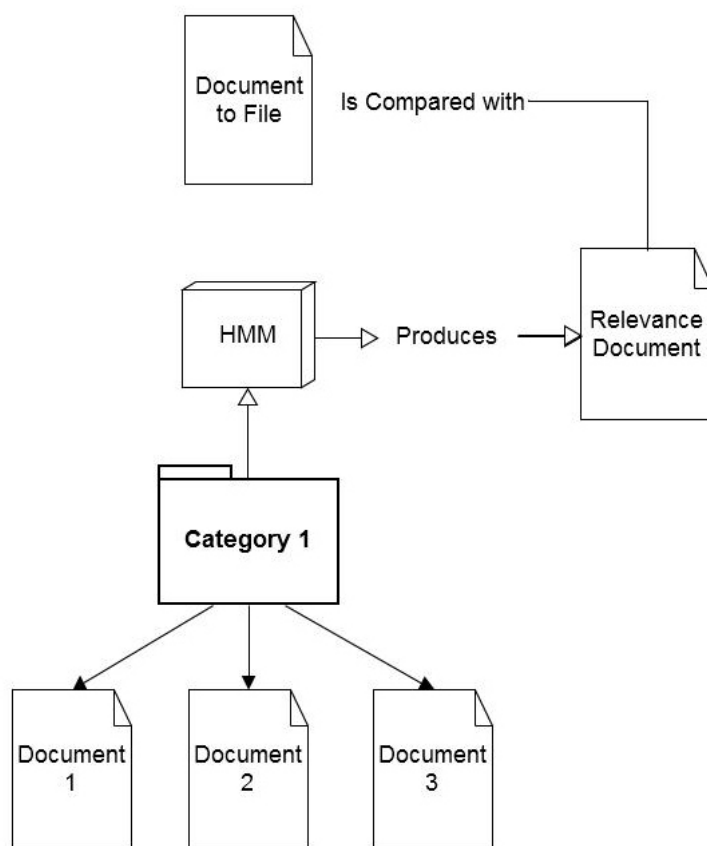 Document
to File
Is Compared with
HMM
Produces
Relevance
Document
Category 1
Document
1
Document
2
Document
3